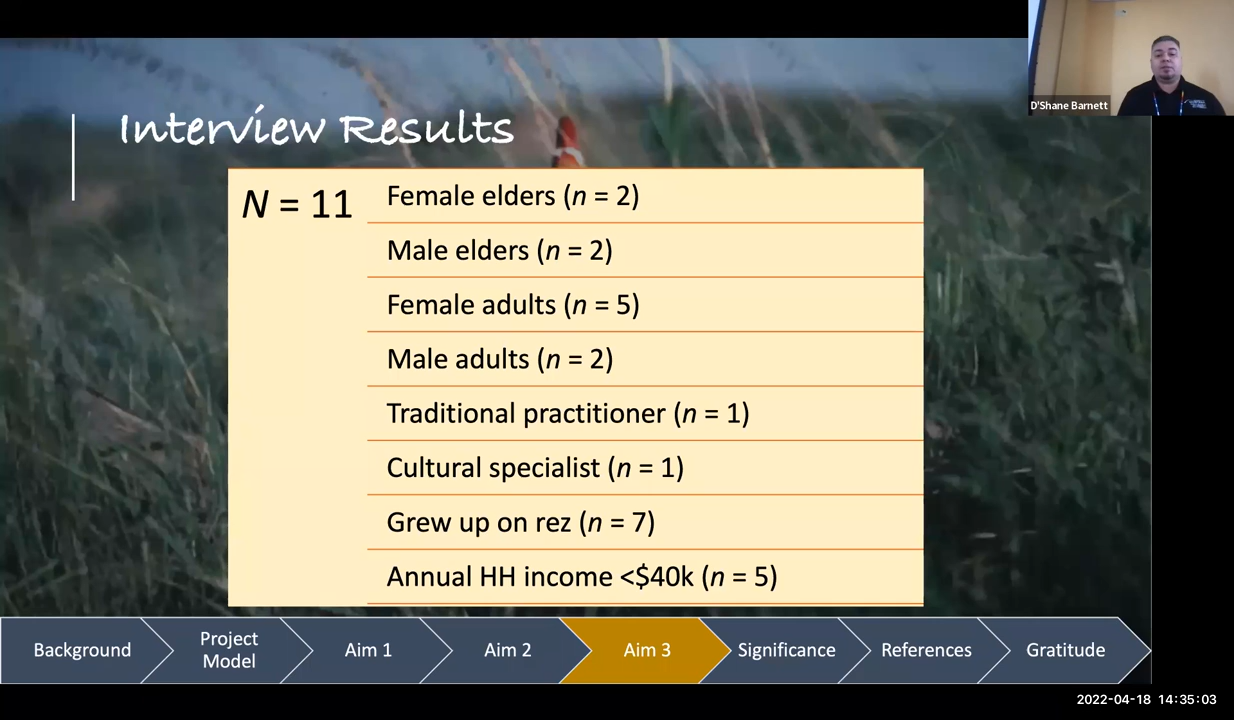 D'Shane Barnett
Interview Results
N = 11
Female elders (n = 2)
Male elders (n = 2)
Female adults (n = 5)
Male adults (n = 2)
Traditional practitioner (n = 1)
Cultural specialist (n = 1)
Grew up on rez (n = 7)
Annual HH income <$40k (n = 5)
Background
Project
Model
Aim 1
Aim 2
Aim 3
Significance
References
Gratitude
2022-04-18 14:35:03